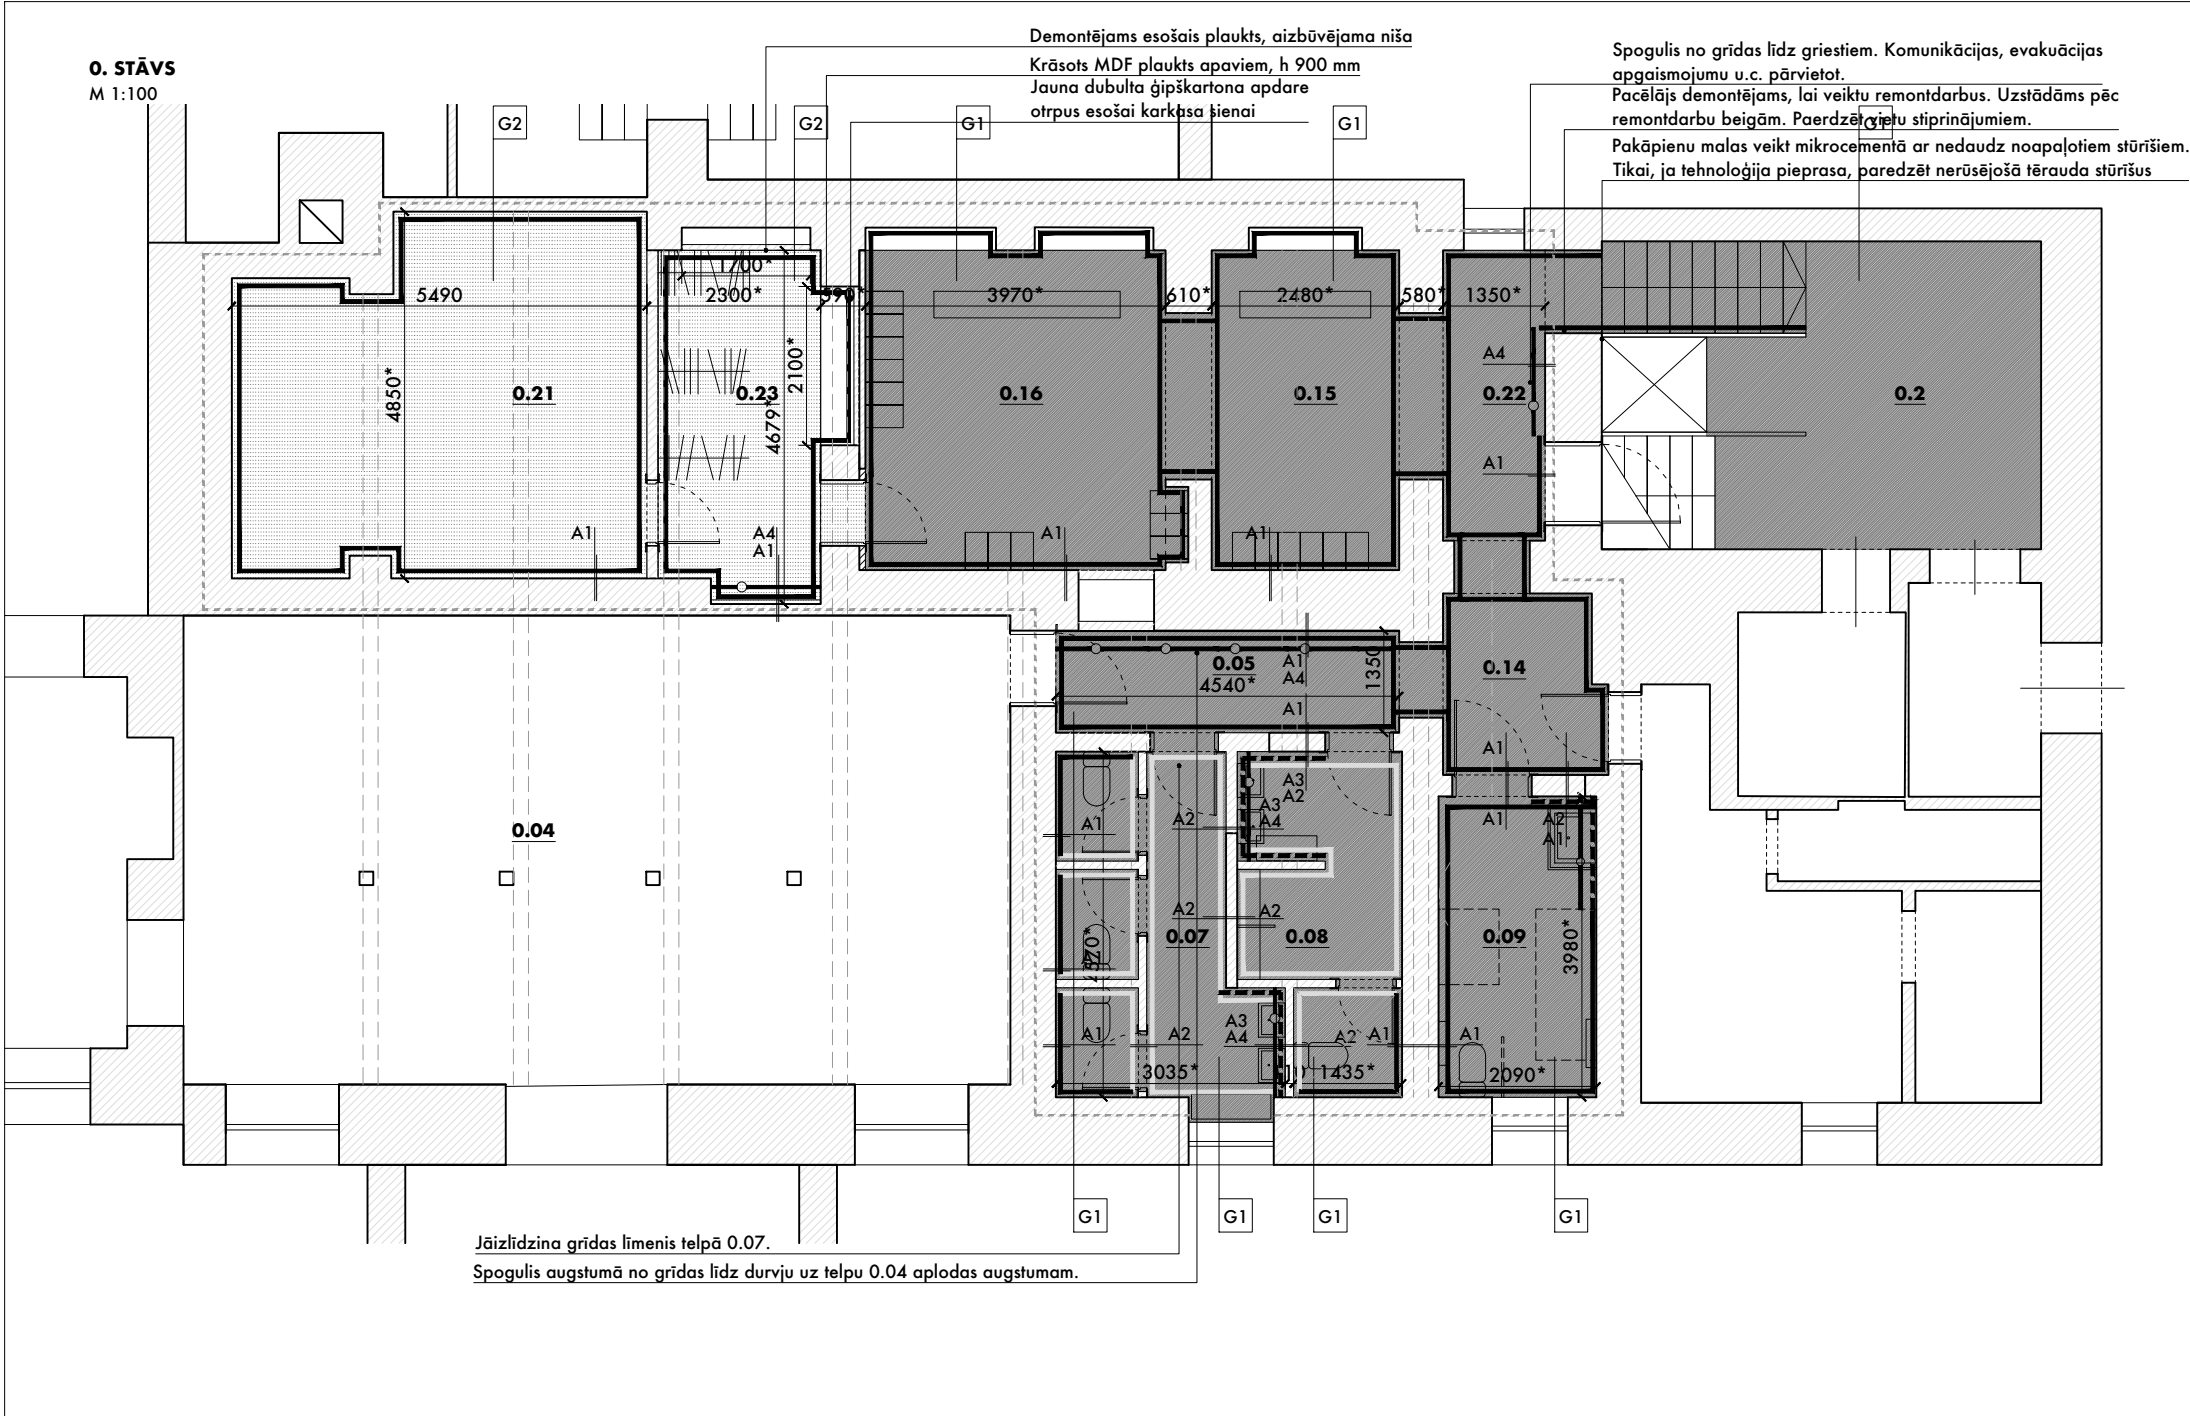 0. STĀVS
M 1:100
Demontējams esošais plaukts, aizbūvējama niša
Krāsots MDF plaukts apaviem, h 900 mm
Jauna dubulta ģipškartona apdare
otrpus esošai karkasa sienai
Spogulis no grīdas līdz griestiem. Komunikācijas, evakuācijas
apgaismojumu u.c. pārvietot.
Pacēlājs demontējams, lai veiktu remontdarbus. Uzstādāms pēc
remontdarbu beigām. Paerdzēt vietu stiprinājumiem.
Pakāpienu malas veikt mikrocementā ar nedaudz noapaļotiem stūrīšiem.
Tikai, ja tehnoloģija pieprasa, paredzēt nerūsējošā tērauda stūrīšus
G2
G2
G1
G1
G1
1700*
5490
2300*
590*
3970*
610*
2480*
580*
1350*
4850*
2100*
4679*
0.21
0.23
0.16
0.15
0.22
0.2
A4
A1
A1
A4
A1
A1
A1
0.05
4540*
A1
A4
1350
A1
0.14
A1
0.04
A1
A2
A3
A2
A3
A4
A1
A2
A1
A2
A2
0.07
0.08
0.09
3980*
A1
A2
A3
A4
A2
A1
A1
3035*
1435*
2090*
G1
G1
G1
G1
Jāizlīdzina grīdas līmenis telpā 0.07.
Spogulis augstumā no grīdas līdz durvju uz telpu 0.04 aplodas augstumam.